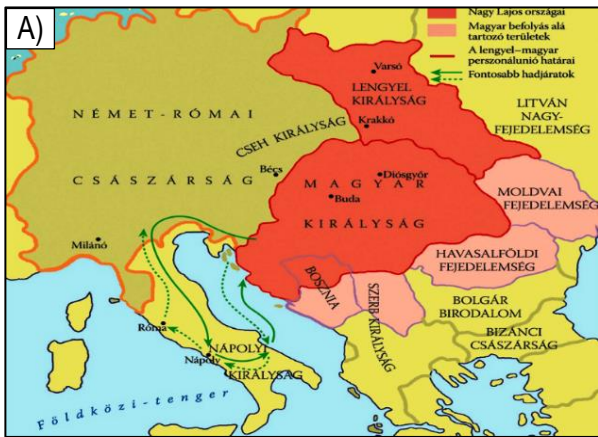 A)
Nagy Lajos országai
Magyar befolyás alá
tartozó területek
A lengyel–magyar
perszonálunió határai
Fontosabb hadjáratok
Varsó
LENGYEL
KIRÁLYSÁG
LITVÁN
NAGY-
FEJEDELEMSÉG
NÉMET-RÓMAI
CSÁSZÁRSÁG
CSEH KIRÁLYSÁG
Krakkó
Bécs
Diósgyőr
MAGYAR
Buda
KIRÁLYSÁG
MOLDVAI
FEJEDELEMSÉG
Milánó
HAVASALFÖLDI
FEJEDELEMSÉG
BOSZNIA
SZERB KIRÁLYSÁG
BOLGÁR
BIRODALOM
BIZÁNCI
CSÁSZÁRSÁG
Róma
NÁPOLYI
Nápoly
KIRÁLYSÁG
Földközi-tenger